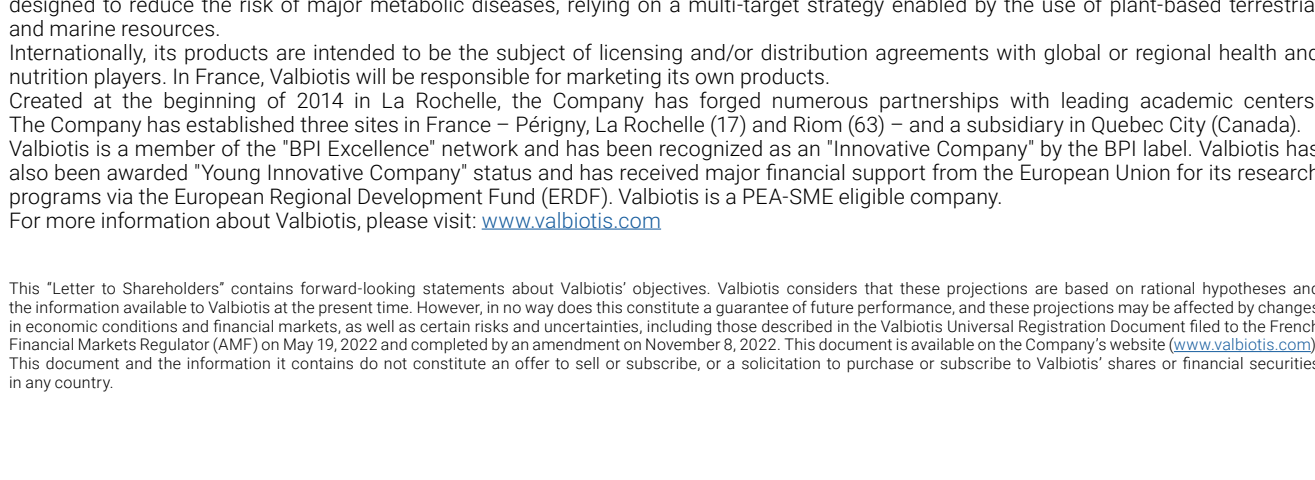 designed to reduce the risk of major metabolic diseases, relying on a multi-target strategy enabled by the use of plant-based terrestria
and marine resources.
Internationally, its products are intended to be the subject of licensing and/or distribution agreements with global or regional health and
nutrition players. In France, Valbiotis will be responsible for marketing its own products.
Created at the beginning of 2014 in La Rochelle, the Company has forged numerous partnerships with leading academic centers.
The Company has established three sites in France – Périgny, La Rochelle (17) and Riom (63) – and a subsidiary in Quebec City (Canada).
Valbiotis is a member of the "BPI Excellence" network and has been recognized as an "Innovative Company" by the BPI label. Valbiotis has
also been awarded "Young Innovative Company" status and has received major financial support from the European Union for its research
programs via the European Regional Development Fund (ERDF). Valbiotis is a PEA-SME eligible company.
For more information about Valbiotis, please visit: www.valbiotis.com
This “Letter to Shareholders” contains forward-looking statements about Valbiotis’ objectives. Valbiotis considers that these projections are based on rational hypotheses and
the information available to Valbiotis at the present time. However, in no way does this constitute a guarantee of future performance, and these projections may be affected by changes
in economic conditions and financial markets, as well as certain risks and uncertainties, including those described in the Valbiotis Universal Registration Document filed to the French
Financial Markets Regulator (AMF) on May 19, 2022 and completed by an amendment on November 8, 2022. This document is available on the Company’s website (www.valbiotis.com)
This document and the information it contains do not constitute an offer to sell or subscribe, or a solicitation to purchase or subscribe to Valbiotis’ shares or financial securities
in any country.